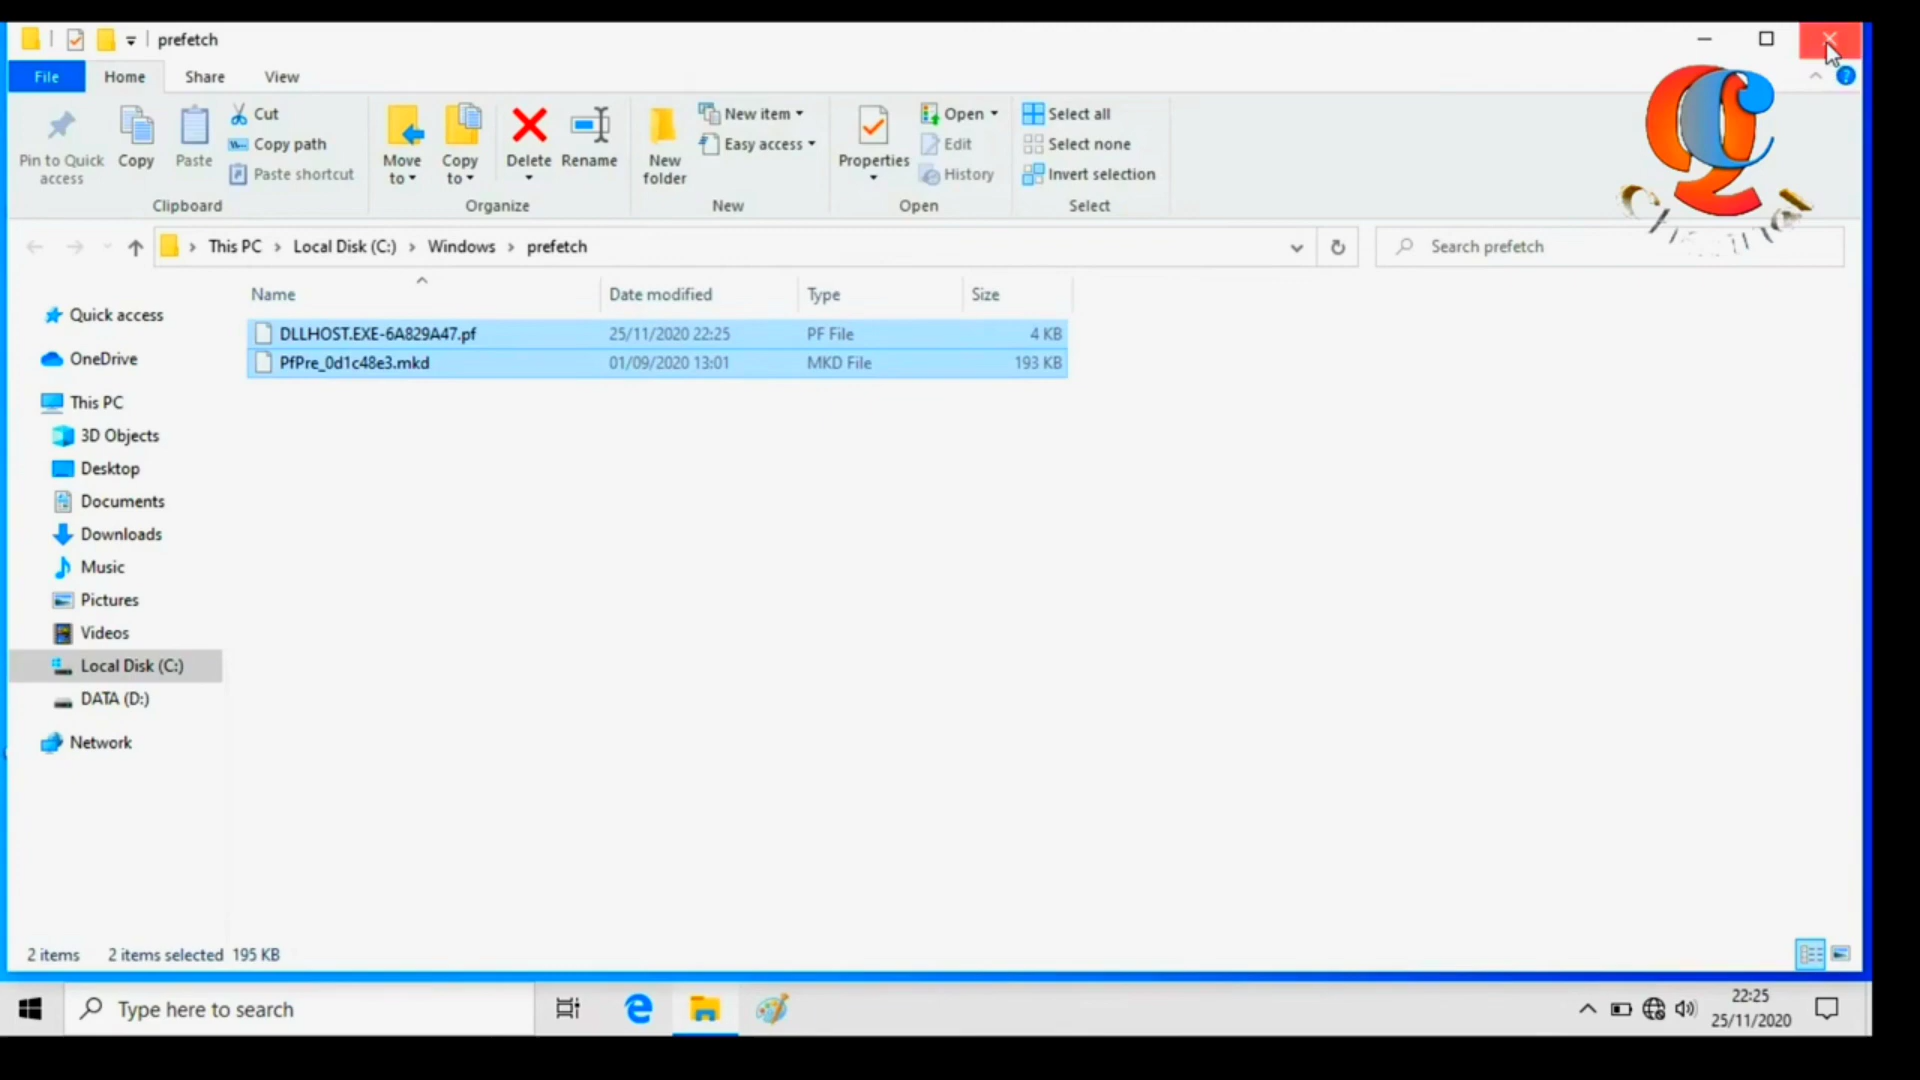 prefetch
File Home Share View
Pin to Quick access
Copy
Paste
Cut
Copy path
Paste shortcut
Clipboard
Move to
Copy to
Delete
Rename
Organize
New folder
New item
Easy access
New
Properties
Open
Edit
History
Open
Select all
Select none
Invert selection
Select
This PC > Local Disk (C:) > Windows > prefetch
Search prefetch
Name Date modified Type Size
DLLHOST.EXE-6A829A47.pf 25/11/2020 22:25 PF File 4 KB
PfPre_0d1c48e3.mkd 01/09/2020 13:01 MKD File 193 KB
Quick access
OneDrive
This PC
3D Objects
Desktop
Documents
Downloads
Music
Pictures
Videos
Local Disk (C:)
DATA (D:)
Network
2 items 2 items selected 195 KB
Type here to search
22:25
25/11/2020